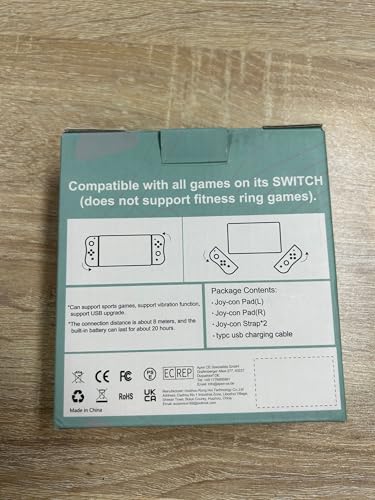 Compatible with all games on its SWITCH
(does not support fitness ring games).
*Can support sports games, support vibration function,
support USB upgrade.
*The connection distance is about 8 meters, and the
built-in battery can last for about 20 hours.
Package Contents:
· Joy-con Pad(L)
· Joy-con Pad(R)
· Joy-con Strap*2
· typc usb charging cable
CE FC
EC REP
RoHS
UK
CA
Made in China